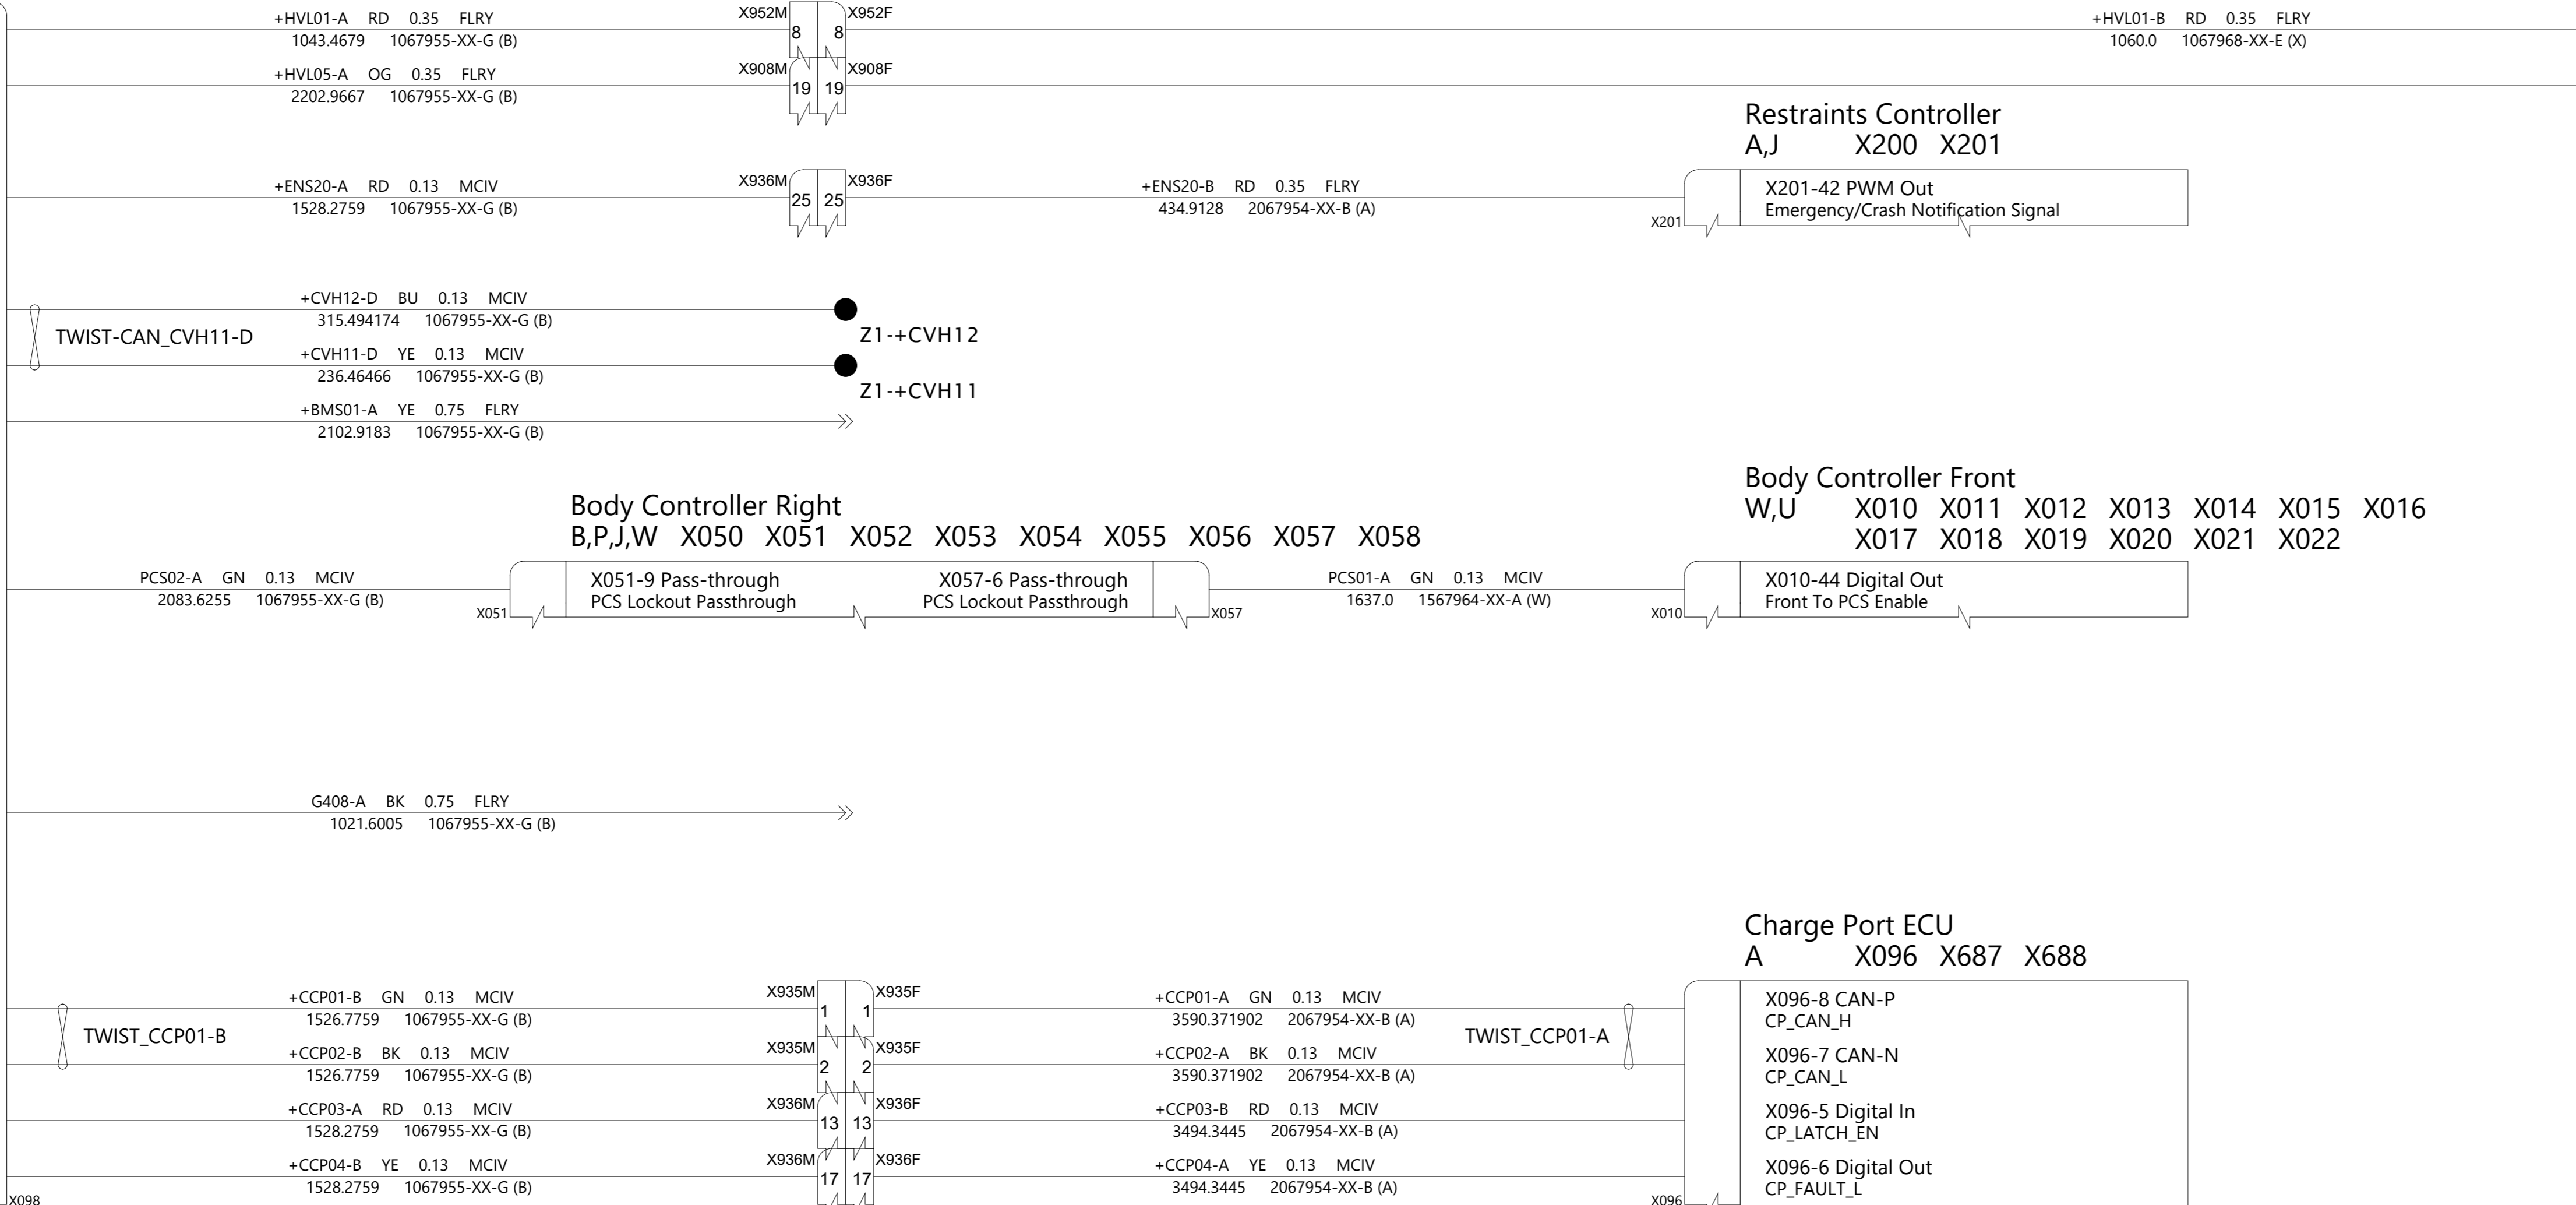 +HVL01-A RD 0.35 FLRY
1043.4679 1067955-XX-G (B)
X952M X952F
8 8
+HVL01-B RD 0.35 FLRY
1060.0 1067968-XX-E (X)
+HVL05-A OG 0.35 FLRY
2202.9667 1067955-XX-G (B)
X908M X908F
19 19
Restraints Controller
A,J X200 X201
+ENS20-A RD 0.13 MCIV
1528.2759 1067955-XX-G (B)
X936M X936F
25 25
+ENS20-B RD 0.35 FLRY
434.9128 2067954-XX-B (A)
X201
X201-42 PWM Out
Emergency/Crash Notification Signal
TWIST-CAN_CVH11-D
+CVH12-D BU 0.13 MCIV
315.494174 1067955-XX-G (B)
Z1-+CVH12
+CVH11-D YE 0.13 MCIV
236.46466 1067955-XX-G (B)
Z1-+CVH11
+BMS01-A YE 0.75 FLRY
2102.9183 1067955-XX-G (B)
Body Controller Right
B,P,J,W X050 X051 X052 X053 X054 X055 X056 X057 X058
Body Controller Front
W,U X010 X011 X012 X013 X014 X015 X016
X017 X018 X019 X020 X021 X022
PCS02-A GN 0.13 MCIV
2083.6255 1067955-XX-G (B)
X051
X051-9 Pass-through
PCS Lockout Passthrough
X057-6 Pass-through
PCS Lockout Passthrough
X057
PCS01-A GN 0.13 MCIV
1637.0 1567964-XX-A (W)
X010
X010-44 Digital Out
Front To PCS Enable
G408-A BK 0.75 FLRY
1021.6005 1067955-XX-G (B)
Charge Port ECU
A X096 X687 X688
+CCP01-B GN 0.13 MCIV
1526.7759 1067955-XX-G (B)
X935M X935F
1 1
+CCP01-A GN 0.13 MCIV
3590.371902 2067954-XX-B (A)
X096-8 CAN-P
CP_CAN_H
TWIST_CCP01-B
TWIST_CCP01-A
+CCP02-B BK 0.13 MCIV
1526.7759 1067955-XX-G (B)
X935M X935F
2 2
+CCP02-A BK 0.13 MCIV
3590.371902 2067954-XX-B (A)
X096-7 CAN-N
CP_CAN_L
+CCP03-A RD 0.13 MCIV
1528.2759 1067955-XX-G (B)
X936M X936F
13 13
+CCP03-B RD 0.13 MCIV
3494.3445 2067954-XX-B (A)
X096-5 Digital In
CP_LATCH_EN
+CCP04-B YE 0.13 MCIV
1528.2759 1067955-XX-G (B)
X936M X936F
17 17
+CCP04-A YE 0.13 MCIV
3494.3445 2067954-XX-B (A)
X096-6 Digital Out
CP_FAULT_L
X098
X096